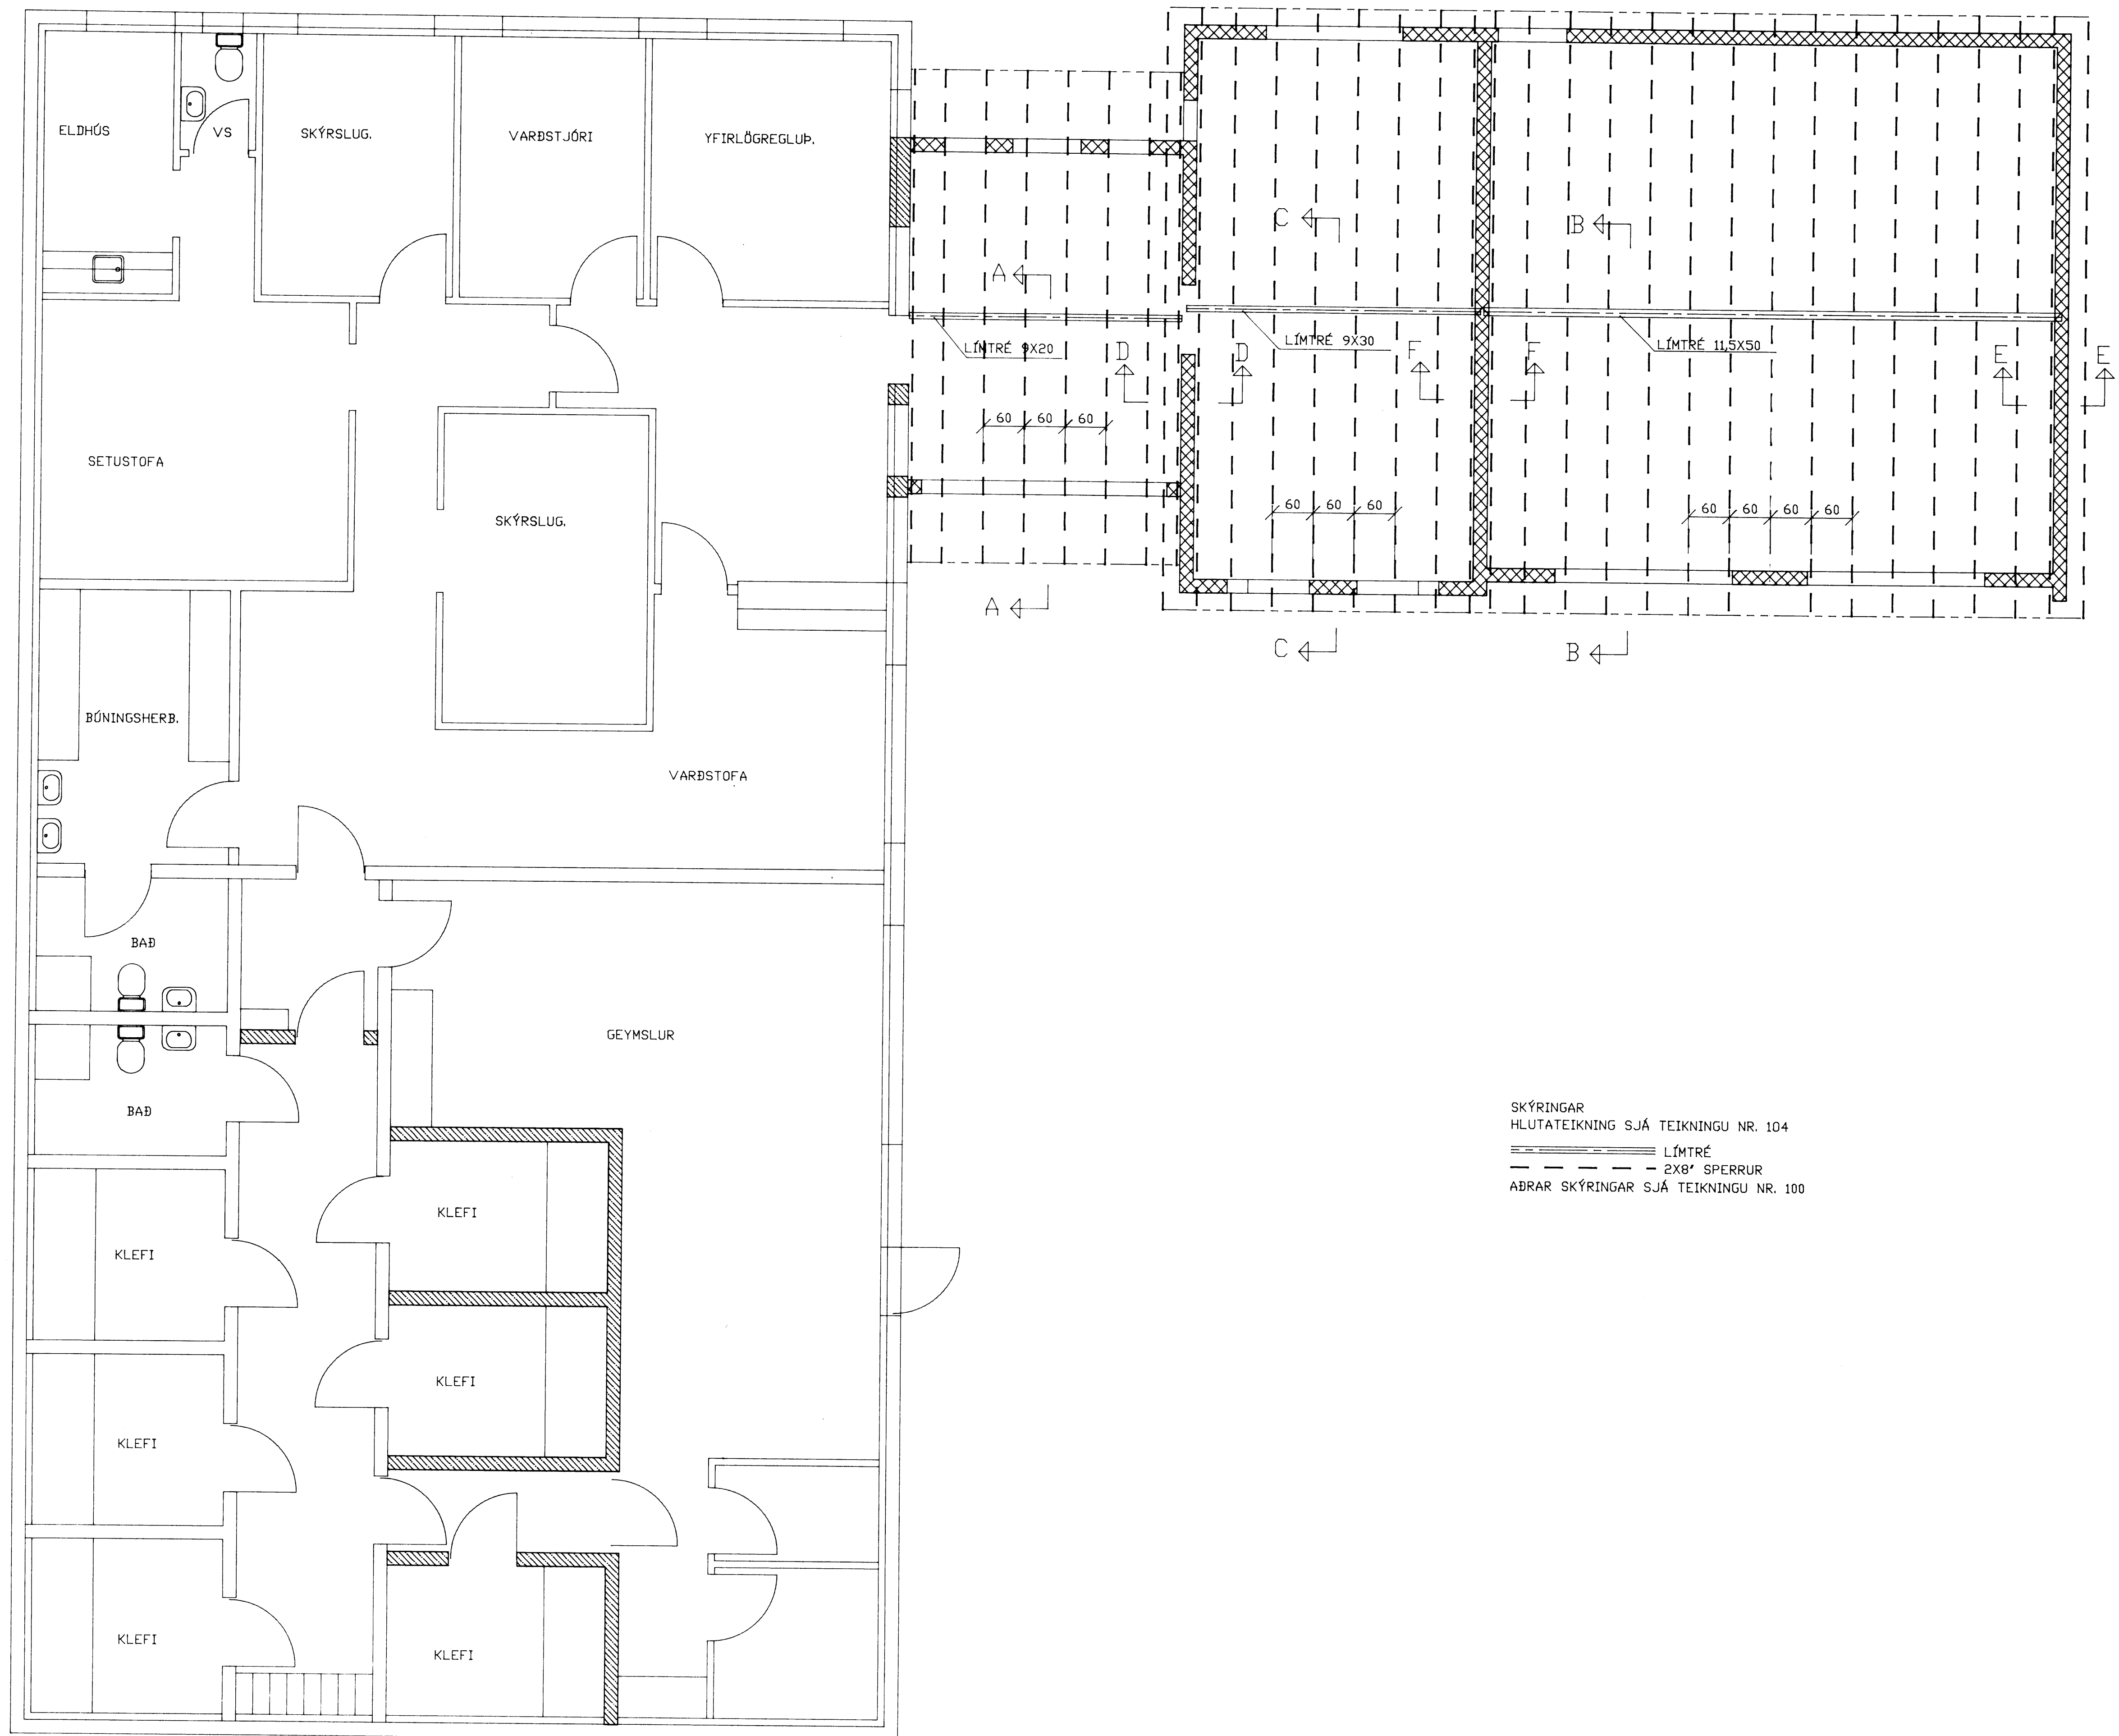 ELDHÚS
VS
SKÝRSLUG.
VARÐSTJÓRI
YFIRLÖGREGLUÞ.
C
B
A
LÍMTRÉ 9X20
LÍMTRÉ 9X30
LÍMTRÉ 11,5X50
D
D
F
F
E
E
60 60 60
60 60 60
60 60 60 60
SETUSTOFA
SKÝRSLUG.
A
C
B
BÚNINGSHERB.
VARÐSTOFA
BAÐ
GEYMSLUR
BAÐ
KLEFI
KLEFI
KLEFI
KLEFI
KLEFI
KLEFI
SKÝRINGAR
HLUTATEIKNING SJÁ TEIKNINGU NR. 104
LÍMTRÉ
2X8" SPERRUR
AÐRAR SKÝRINGAR SJÁ TEIKNINGU NR. 100